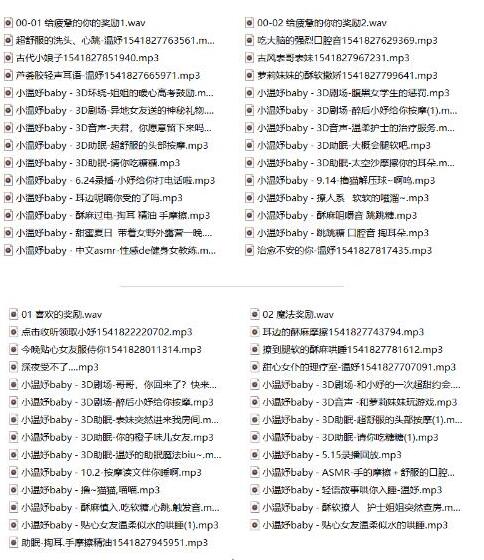 00-01 给疲惫的你的奖励1.wav
00-02 给疲惫的你的奖励2.wav
超舒服的洗头、心跳-温妤1541827763561.m...
吃大脑的强烈口腔音1541827629369.mp3
古代小娘子1541827851940.mp3
古风表哥表妹1541827967231.mp3
芦荟胶轻声耳语-温妤1541827665971.mp3
萝莉妹妹的酥软撒娇1541827799641.mp3
小温妤baby - 3D环绕-姐姐的暖心高考鼓励.m...
小温妤baby - 3D剧场-腹黑女学生的惩罚.mp3
小温妤baby - 3D剧场-异地女友送的神秘礼物....
小温妤baby - 3D剧场-醉后小妤给你按摩(1).m...
小温妤baby - 3D音声-夫君，你愿意留下来吗...
小温妤baby - 3D音声-温柔护士的治疗服务.m...
小温妤baby - 3D助眠-超舒服的头部按摩.mp3
小温妤baby - 3D助眠-大概会腿软吧.mp3
小温妤baby - 3D助眠-请你吃糖糖.mp3
小温妤baby - 3D助眠-太空沙摩擦你的耳朵.m...
小温妤baby - 6.24录播-小妤给你打电话啦.mp3
小温妤baby - 9.14-撸猫解压球~啊呜.mp3
小温妤baby - 耳边呢喃你受的了吗.mp3
小温妤baby - 撩人系 软软的嗞溜~.mp3
小温妤baby - 酥麻过电-掏耳 精油 手摩擦.mp3
小温妤baby - 酥麻咀嚼音 跳跳糖.mp3
小温妤baby - 甜蜜夏日 带着女野外露营一晚....
小温妤baby - 跳跳糖 口腔音 掏耳朵.mp3
小温妤baby - 中文asmr-性感de健身女教练.m...
治愈不安的你-温妤1541827817435.mp3
01 喜欢的奖励.wav
02 魔法奖励.wav
点击收听领取小妤1541822220702.mp3
耳边的酥麻摩擦1541827743794.mp3
今晚贴心女友服侍你1541828011314.mp3
撩到腿软的酥麻哄睡1541827781612.mp3
深夜受不了....mp3
甜心女仆的理疗室-温妤1541827707091.mp3
小温妤baby - 3D剧场-哥哥，你回来了？快来...
小温妤baby - 3D剧场-和小妤的一次超甜约会....
小温妤baby - 3D剧场-醉后小妤给你按摩.mp3
小温妤baby - 3D音声 -和萝莉妹妹玩游戏.mp3
小温妤baby - 3D助眠-表妹突然进来我房间.m...
小温妤baby - 3D助眠-超舒服的头部按摩(1).m...
小温妤baby - 3D助眠-你的橙子味儿女友.mp3
小温妤baby - 3D助眠-请你吃糖糖(1).mp3
小温妤baby - 3D助眠-温妤的助眠魔法biu~.m...
小温妤baby - 5.15录播回放.mp3
小温妤baby - 10.2-按摩读文伴你睡啊.mp3
小温妤baby - ASMR-手的摩擦 + 舒服的口腔...
小温妤baby - 撸~猫猫,喵喵.mp3
小温妤baby - 轻语故事哄你入睡-温妤.mp3
小温妤baby - 酥麻慎入.吃软糖.心跳.触发音.m...
小温妤baby - 酥软撩人 护士姐姐突然查房.m...
小温妤baby - 贴心女友温柔似水的哄睡(1).mp3
小温妤baby - 贴心女友温柔似水的哄睡.mp3
助眠-掏耳.手摩擦精油1541827945951.mp3